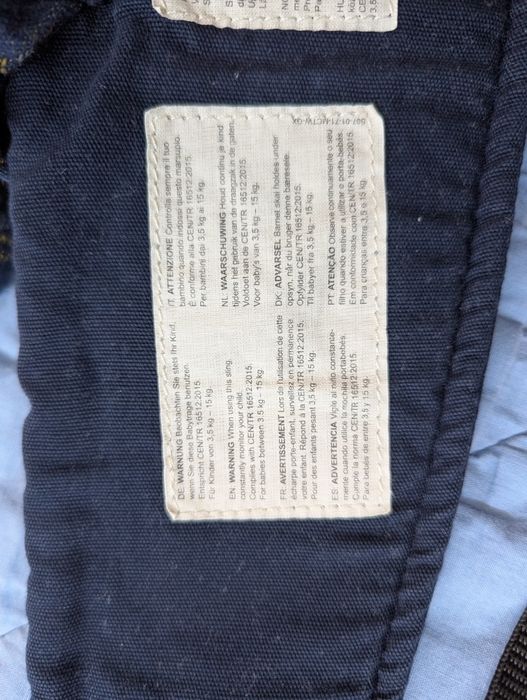 DE: WARNUNG Beobachten Sie stets Ihr Kind,
wenn Sie diese Babytrage benutzen.
Entspricht CEN/TR 16512:2015.
Für Kinder von 3,5 kg – 15 kg.
EN: WARNING When using this sling,
constantly monitor your child.
Complies with CEN/TR 16512:2015.
For babies between 3,5 kg - 15 kg.
FR: AVERTISSEMENT Lors de l'utilisation de cette
écharpe porte-enfant, surveillez en permanence
votre enfant. Répond à la CEN/TR 16512:2015.
Pour des enfants pesant 3,5 kg – 15 kg.
ES: ADVERTENCIA Vigile al niño constante-
mente cuando utilice la mochila portabebés.
Cumple la norma CEN/TR 16512:2015.
Para bebés de entre 3,5 y 15 kg.
IT: ATTENZIONE Controlla sempre il tuo
bambino quando indossi questo marsupio.
È conforme alla CEN/TR 16512:2015.
Per bambini dai 3,5 kg ai 15 kg.
NL: WAARSCHUWING Houd continu je kind
tijdens het gebruik van de draagzak in de gaten.
Voldoet aan de CEN/TR 16512:2015.
Voor baby's van 3,5 kg – 15 kg.
DK: ADVARSEL Barnet skal holdes under
opsyn, når du bruger denne bæresele.
Opfylder CEN/TR 16512:2015.
Til babyer fra 3,5 kg – 15 kg.
PT: ATENÇÃO Observe continuamente o seu
filho quando estiver a utilizar o porta-bebés.
Em conformidade com CEN/TR 16512:2015.
Para crianças entre 3,5 e 15 kg.